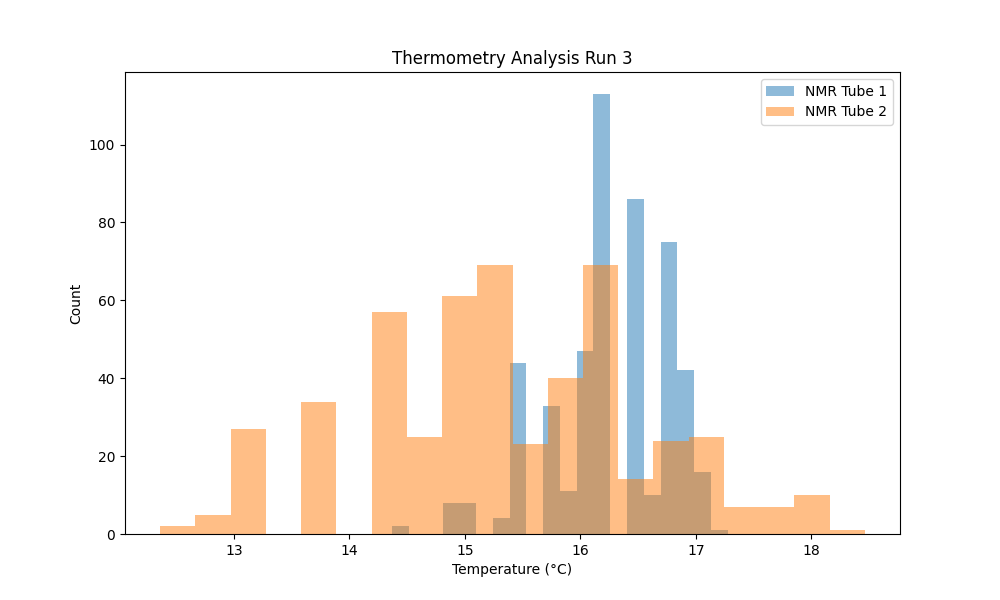 Thermometry Analysis Run 3
NMR Tube 1
NMR Tube 2
100
80
60
40
20
0
Count
13 14 15 16 17 18
Temperature (°C)